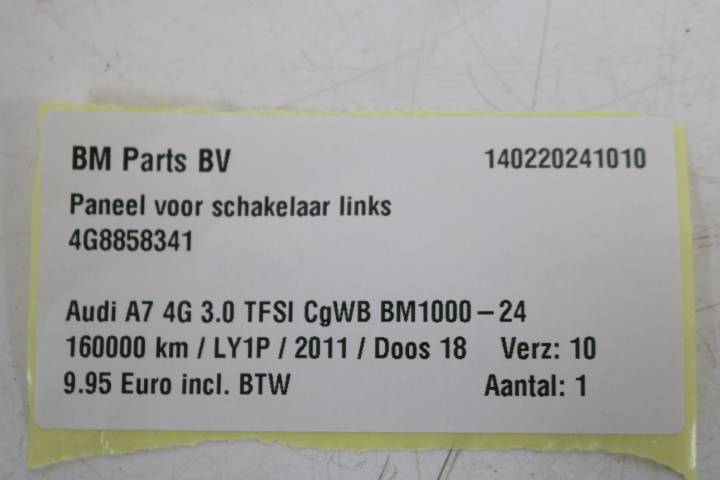 BM Parts BV 140220241010
Paneel voor schakelaar links
4G8858341
Audi A7 4G 3.0 TFSI CgWB BM1000-24
160000 km / LY1P / 2011 / Doos 18 Verz: 10
9.95 Euro incl. BTW Aantal: 1